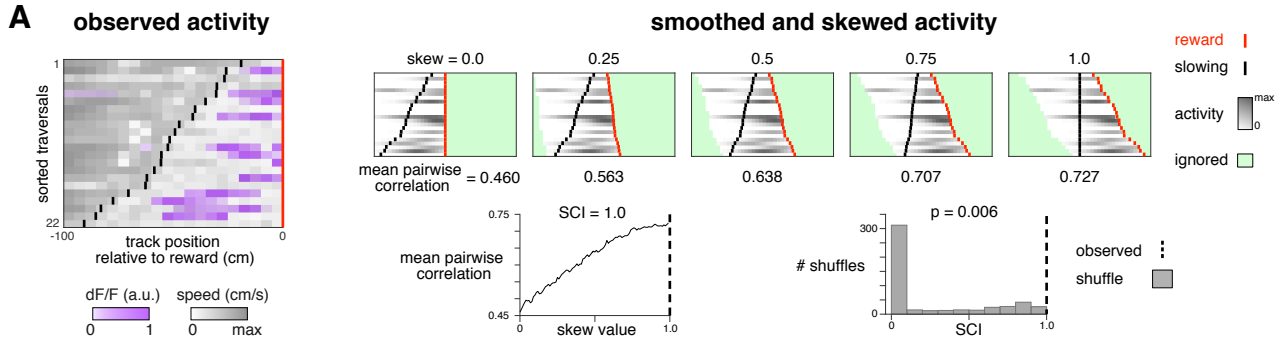 A
observed activity
1
sorted traversals
22
-100
0
track position
relative to reward (cm)
dF/F (a.u.)
0
1
speed (cm/s)
0
max
smoothed and skewed activity
skew = 0.0
0.25
0.5
0.75
1.0
mean pairwise
correlation
= 0.460
0.563
0.638
0.707
0.727
reward
slowing
activity
max
0
ignored
SCI = 1.0
0.75
mean pairwise
correlation
0.45
0
skew value
1.0
p = 0.006
300
# shuffles
0
0
SCI
1.0
observed
shuffle